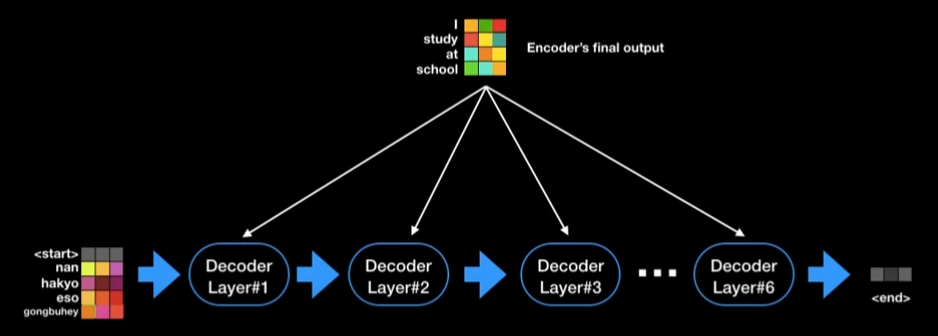 I
study
at
school
Encoder's final output
<start>
nan
hakyo
eso
gongbuhey
Decoder
Layer#1
Decoder
Layer#2
Decoder
Layer#3
Decoder
Layer#6
<end>